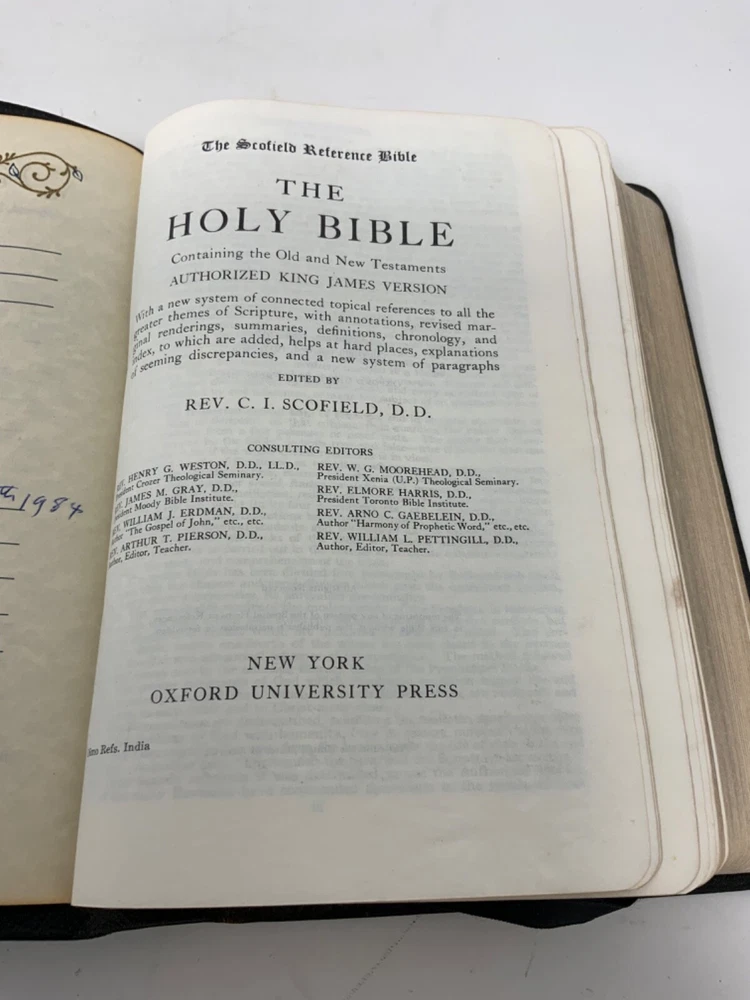 th 1984
The Scofield Reference Bible
THE
HOLY BIBLE
Containing the Old and New Testaments
AUTHORIZED KING JAMES VERSION
With a new system of connected topical references to all the
greater themes of Scripture, with annotations, revised mar-
ginal renderings, summaries, definitions, chronology, and
index, to which are added, helps at hard places, explanations
of seeming discrepancies, and a new system of paragraphs
EDITED BY
REV. C. I. SCOFIELD, D.D.
CONSULTING EDITORS
HENRY G. WESTON, D.D., LL.D.,
President Crozer Theological Seminary.
JAMES M. GRAY, D.D.,
Moody Bible Institute.
WILLIAM J. ERDMAN, D.D.,
"The Gospel of John," etc., etc.
ARTHUR T. PIERSON, D.D.,
Editor, Teacher.
REV. W. G. MOOREHEAD, D.D.,
President Xenia (U.P.) Theological Seminary.
REV. ELMORE HARRIS, D.D.,
President Toronto Bible Institute.
REV. ARNO C. GAEBELEIN, D.D.,
Author "Harmony of Prophetic Word," etc., etc.
REV. WILLIAM L. PETTINGILL, D.D.,
Author, Editor, Teacher.
NEW YORK
OXFORD UNIVERSITY PRESS
Refs. India